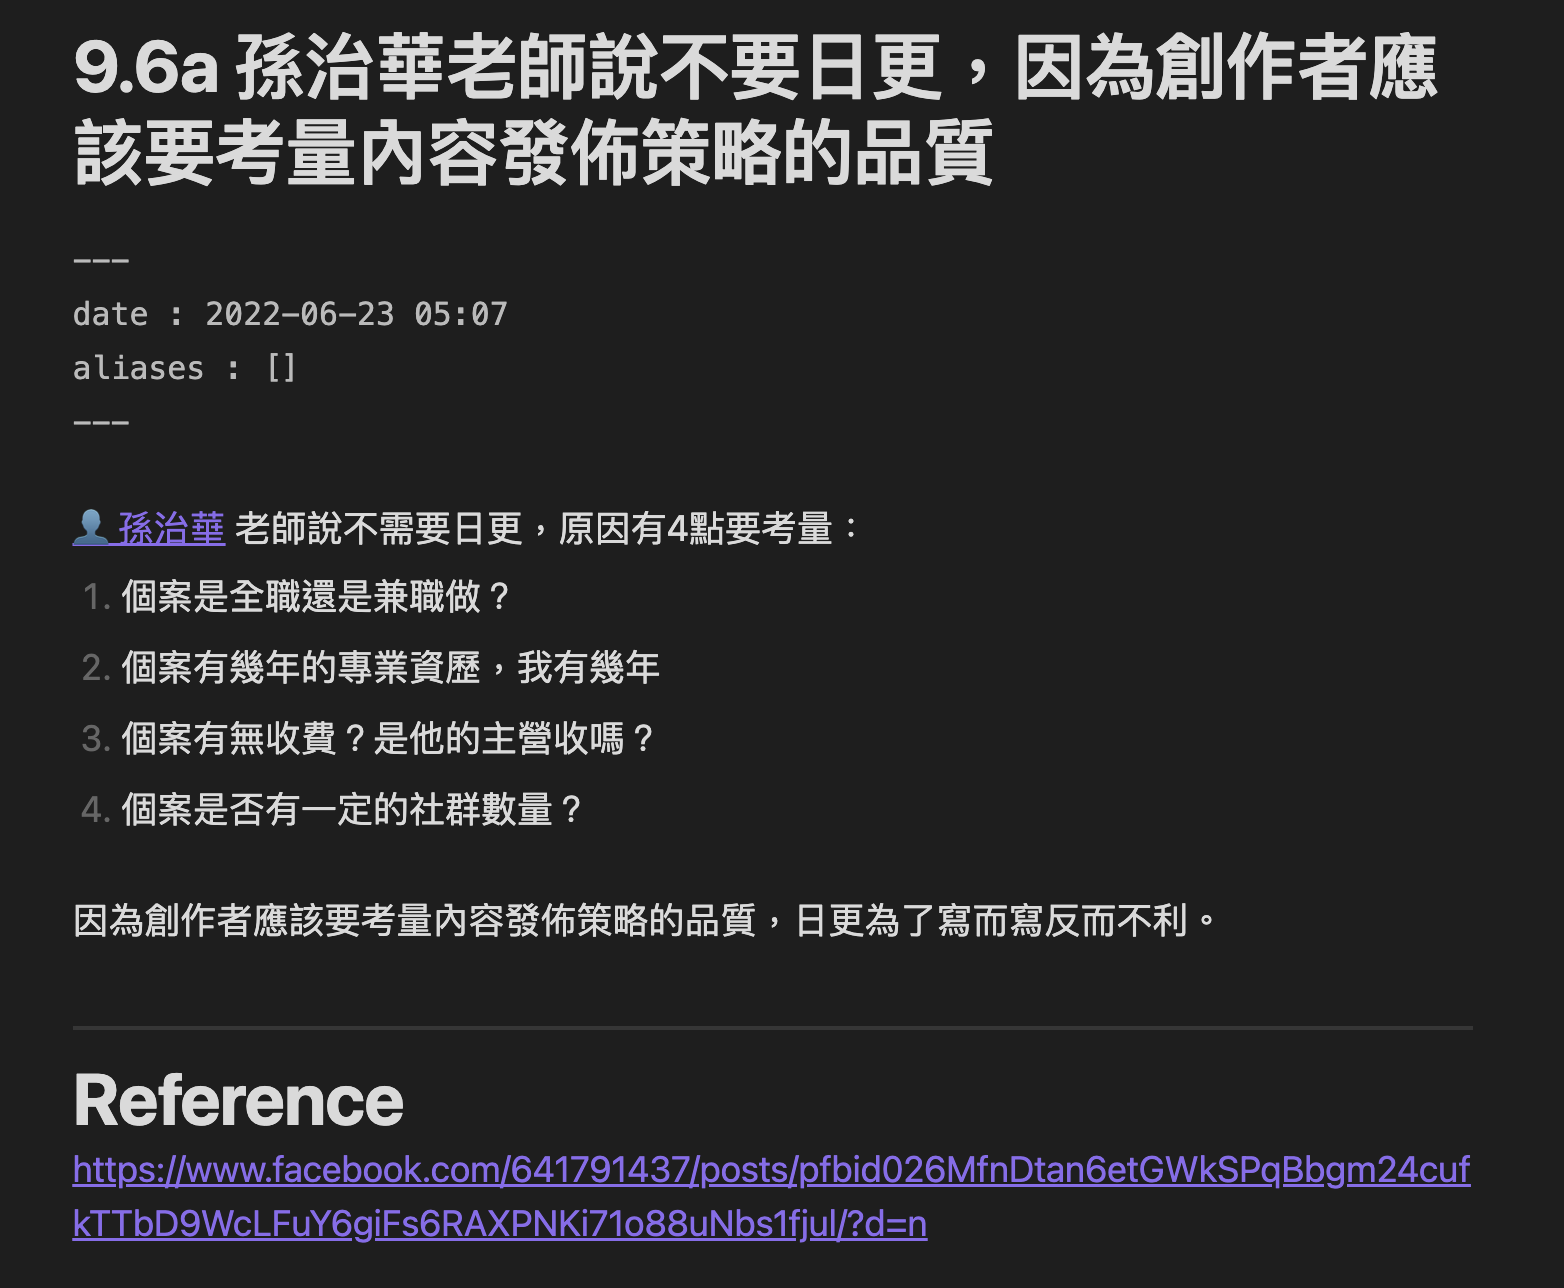 9.6a 孫治華老師說不要日更，因為創作者應
該要考量內容發佈策略的品質
---
date : 2022-06-23 05:07
aliases : []
---
👤 孫治華 老師說不需要日更，原因有4點要考量：
1. 個案是全職還是兼職做？
2. 個案有幾年的專業資歷，我有幾年
3. 個案有無收費？是他的主營收嗎？
4. 個案是否有一定的社群數量？
因為創作者應該要考量內容發佈策略的品質，日更為了寫而寫反而不利。
Reference
https://www.facebook.com/641791437/posts/pfbid026MfnDtan6etGWkSPqBbgm24cuf
kTTbD9WcLFuY6giFs6RAXPNKi71o88uNbs1fjul/?d=n